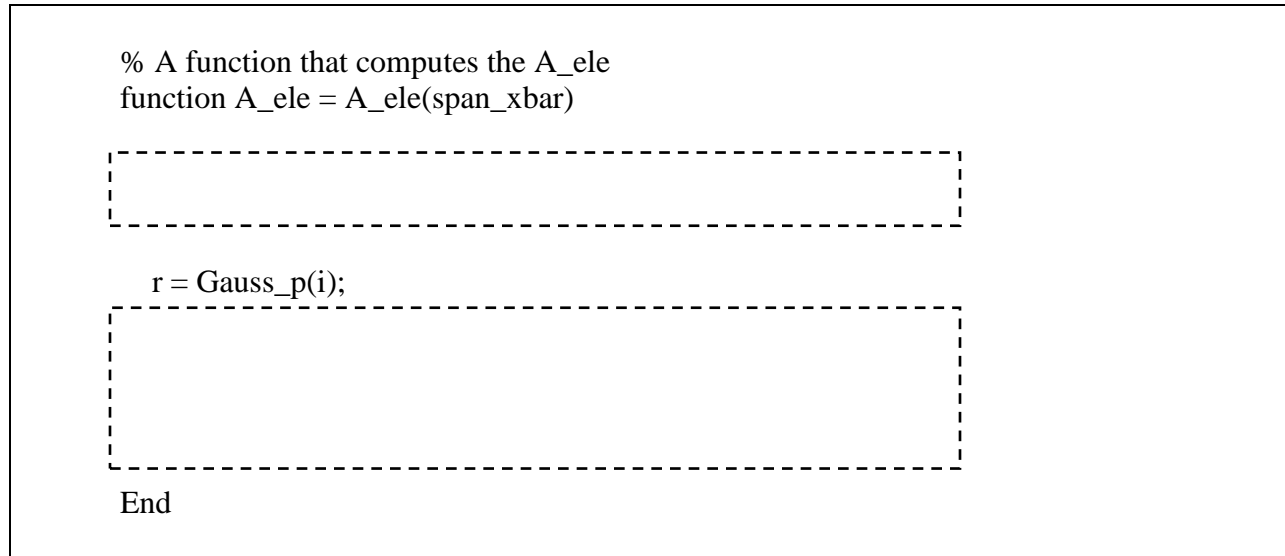 % A function that computes the A_ele
function A_ele = A_ele(span_xbar)
r = Gauss_p(i);
End